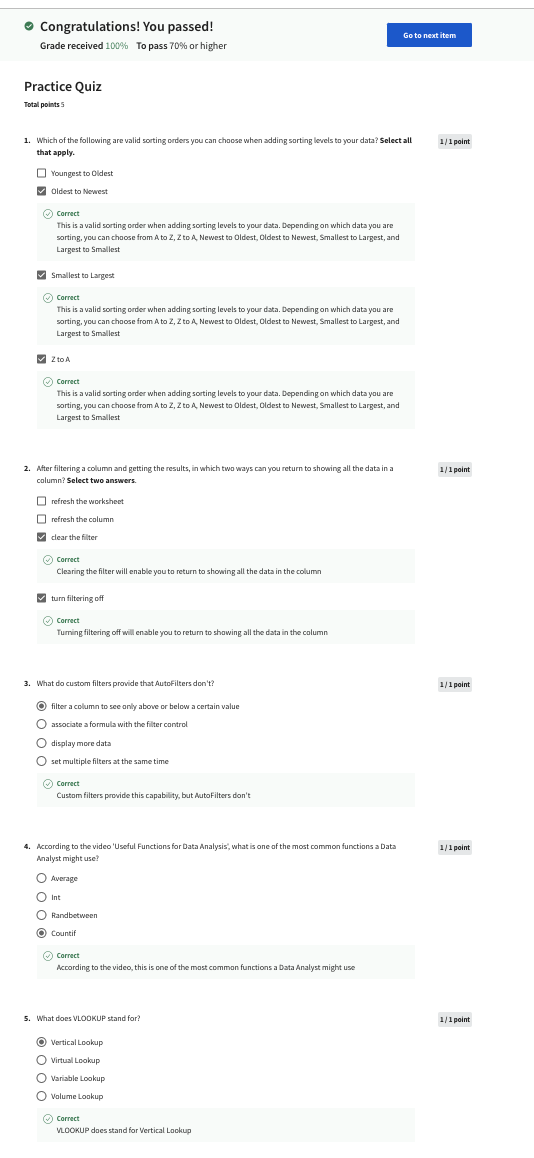 Congratulations! You passed!
Grade received 100% To pass 70% or higher
Go to next item
Practice Quiz
Total points 5
1. Which of the following are valid sorting orders you can choose when adding sorting levels to your data? Select all
that apply.
1 / 1 point
Youngest to Oldest
Oldest to Newest
Correct
This is a valid sorting order when adding sorting levels to your data. Depending on which data you are
sorting, you can choose from A to Z, Z to A, Newest to Oldest, Oldest to Newest, Smallest to Largest, and
Largest to Smallest
Smallest to Largest
Correct
This is a valid sorting order when adding sorting levels to your data. Depending on which data you are
sorting, you can choose from A to Z, Z to A, Newest to Oldest, Oldest to Newest, Smallest to Largest, and
Largest to Smallest
Z to A
Correct
This is a valid sorting order when adding sorting levels to your data. Depending on which data you are
sorting, you can choose from A to Z, Z to A, Newest to Oldest, Oldest to Newest, Smallest to Largest, and
Largest to Smallest
2. After filtering a column and getting the results, in which two ways can you return to showing all the data in a
column? Select two answers.
1 / 1 point
refresh the worksheet
refresh the column
clear the filter
Correct
Clearing the filter will enable you to return to showing all the data in the column
turn filtering off
Correct
Turning filtering off will enable you to return to showing all the data in the column
3. What do custom filters provide that AutoFilters don't?
1 / 1 point
filter a column to see only above or below a certain value
associate a formula with the filter control
display more data
set multiple filters at the same time
Correct
Custom filters provide this capability, but AutoFilters don't
4. According to the video 'Useful Functions for Data Analysis', what is one of the most common functions a Data
Analyst might use?
1 / 1 point
Average
Int
Randbetween
Countif
Correct
According to the video, this is one of the most common functions a Data Analyst might use
5. What does VLOOKUP stand for?
1 / 1 point
Vertical Lookup
Virtual Lookup
Variable Lookup
Volume Lookup
Correct
VLOOKUP does stand for Vertical Lookup